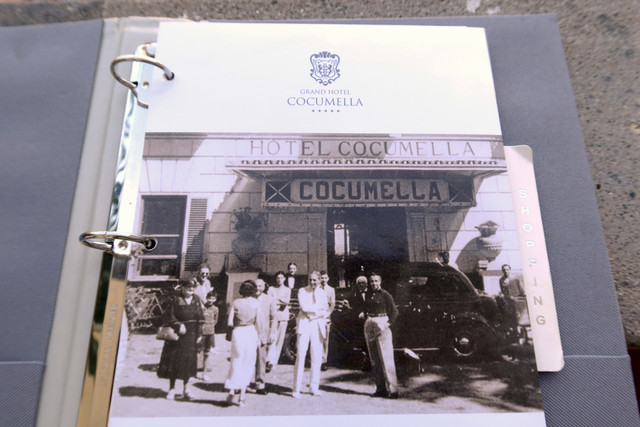 GRAND HOTEL
COCUMELLA
★★★★★
HOTEL COCUMELLA
COCUMELLA
SHOPPING